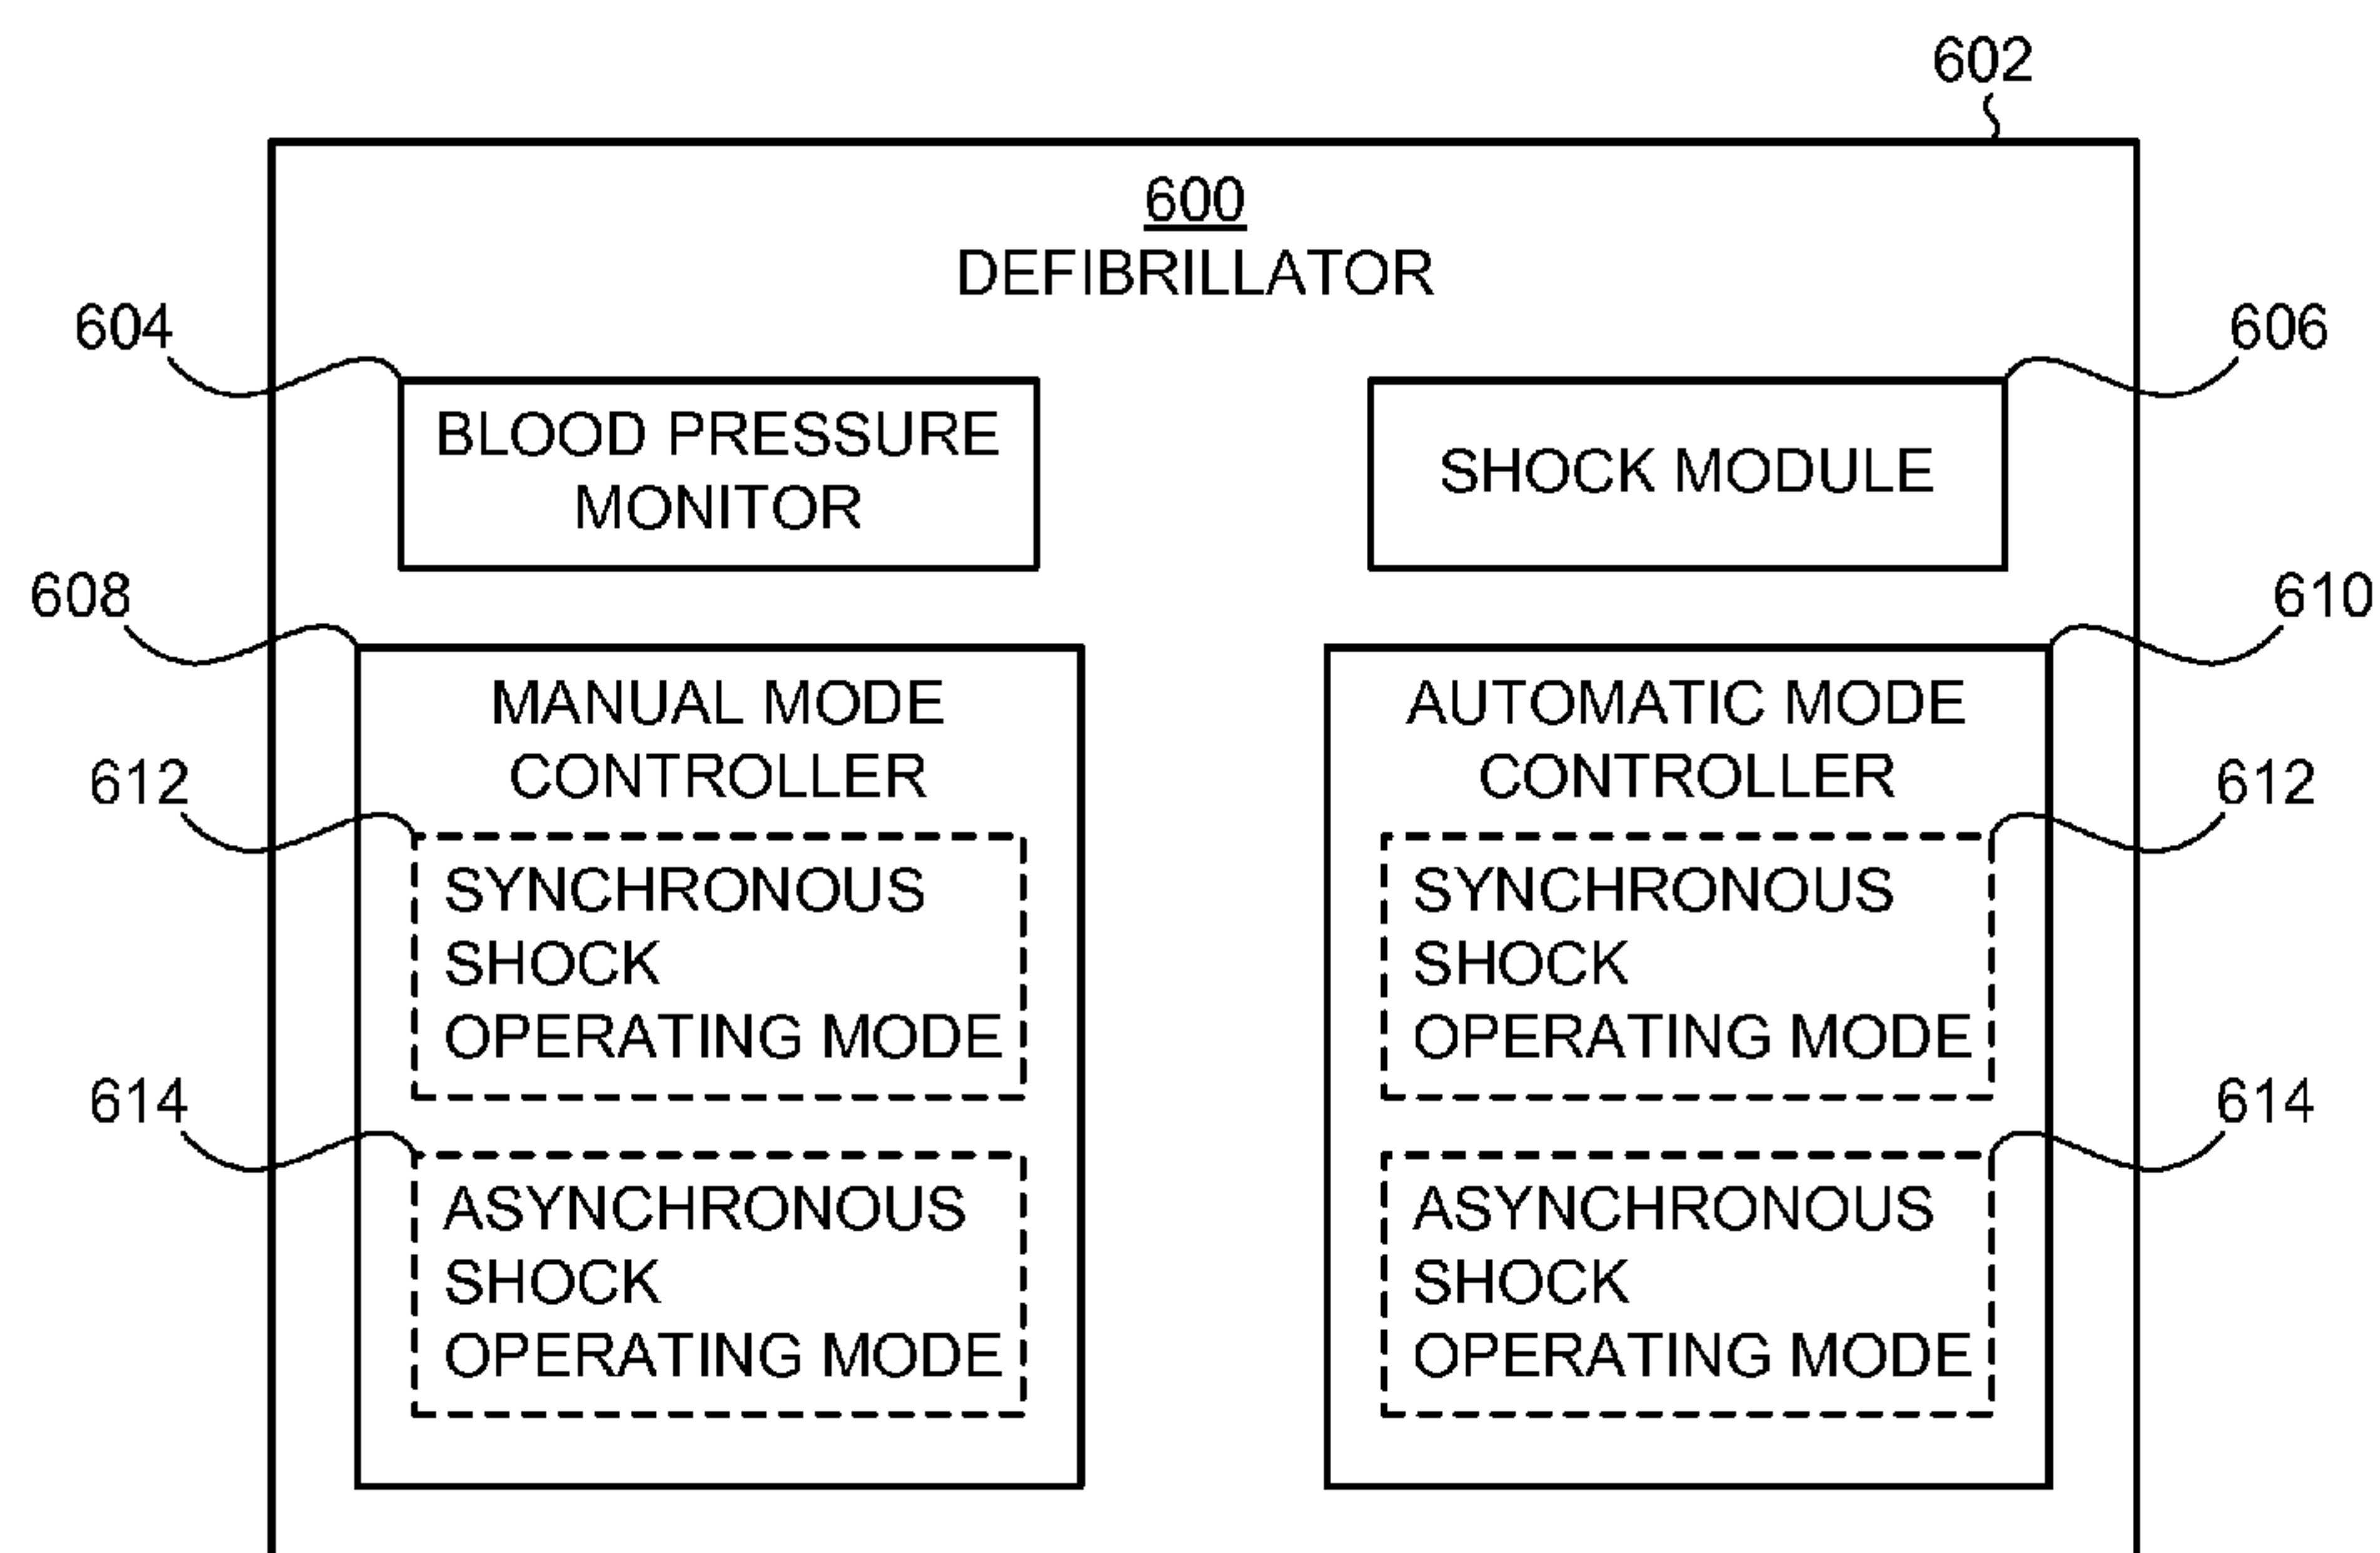 602
600
DEFIBRILLATOR
604
606
BLOOD PRESSURE
MONITOR
SHOCK MODULE
608
610
MANUAL MODE
CONTROLLER
AUTOMATIC MODE
CONTROLLER
612
612
SYNCHRONOUS
SHOCK
OPERATING MODE
SYNCHRONOUS
SHOCK
OPERATING MODE
614
614
ASYNCHRONOUS
SHOCK
OPERATING MODE
ASYNCHRONOUS
SHOCK
OPERATING MODE